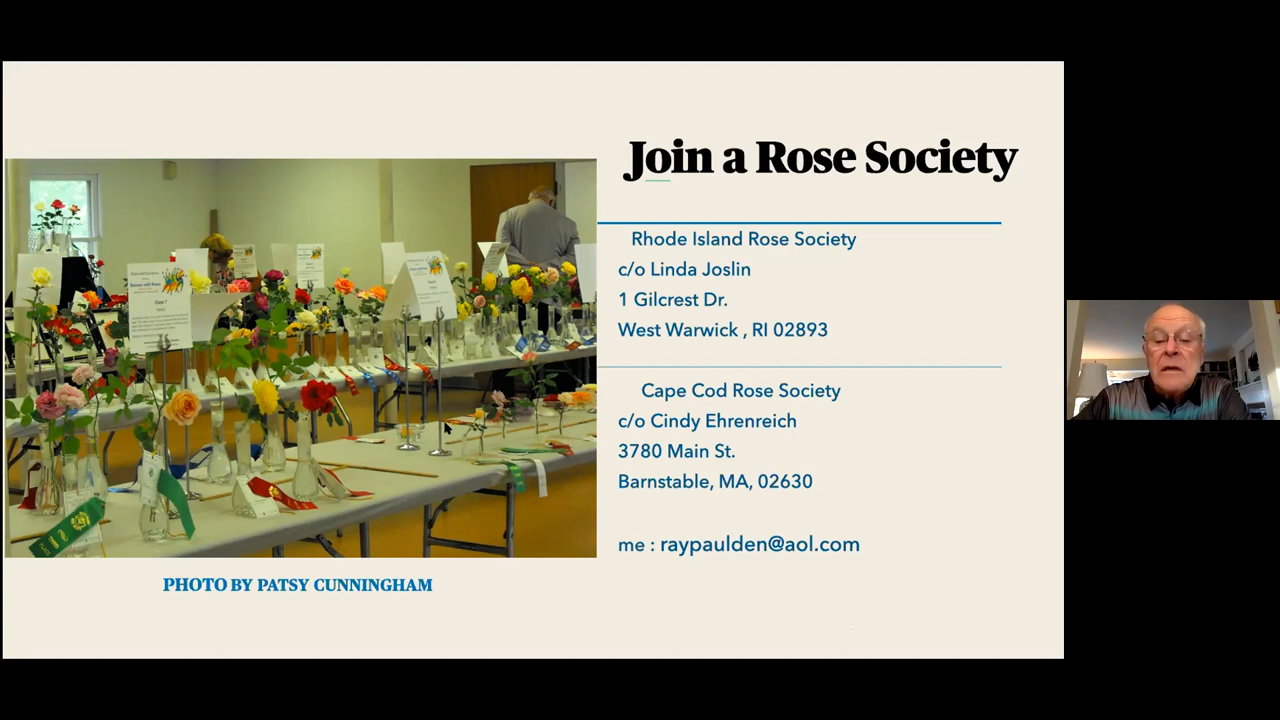 Join a Rose Society
Rhode Island Rose Society
c/o Linda Joslin
1 Gilcrest Dr.
West Warwick , RI 02893
Cape Cod Rose Society
c/o Cindy Ehrenreich
3780 Main St.
Barnstable, MA, 02630
me : raypaulden@aol.com
PHOTO BY PATSY CUNNINGHAM